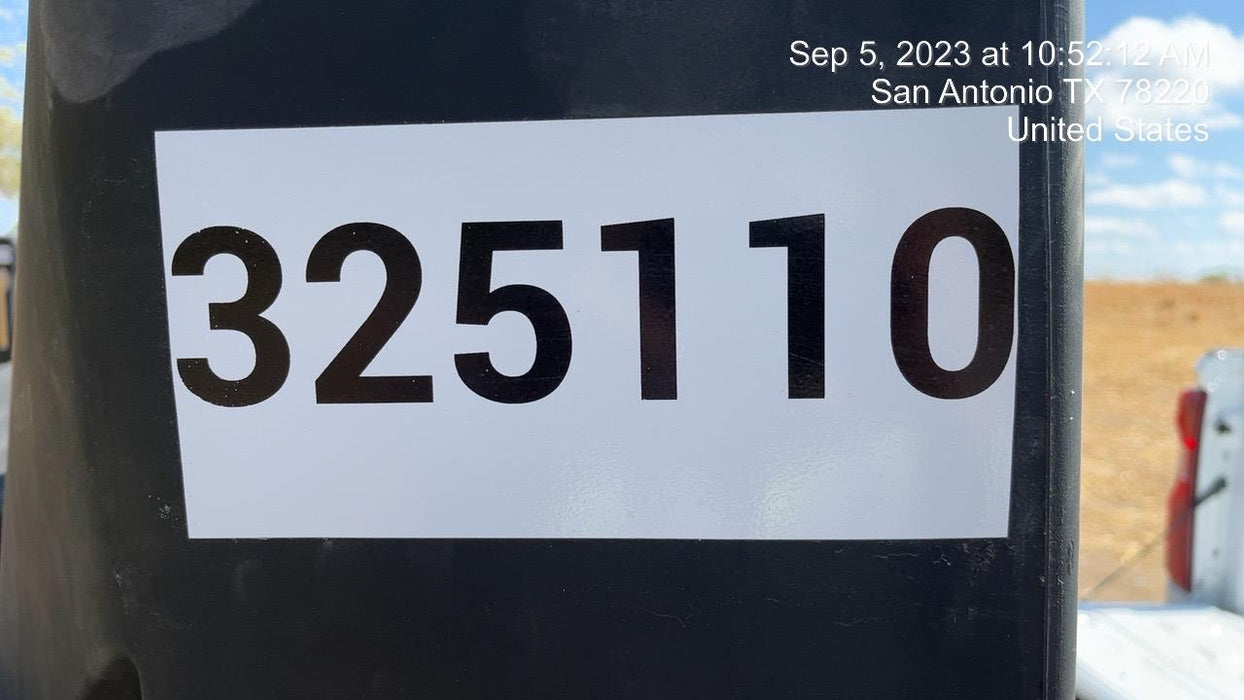 Sep 5, 2023 at 10:52:12 AM
San Antonio TX 78220
United States
325110